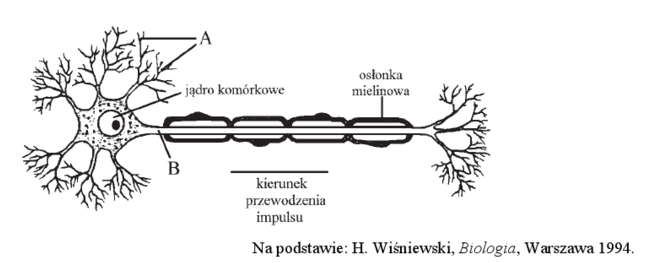 A
jądro komórkowe
osłonka
mielinowa
B
kierunek
przewodzenia
impulsu
Na podstawie: H. Wiśniewski, Biologia, Warszawa 1994.